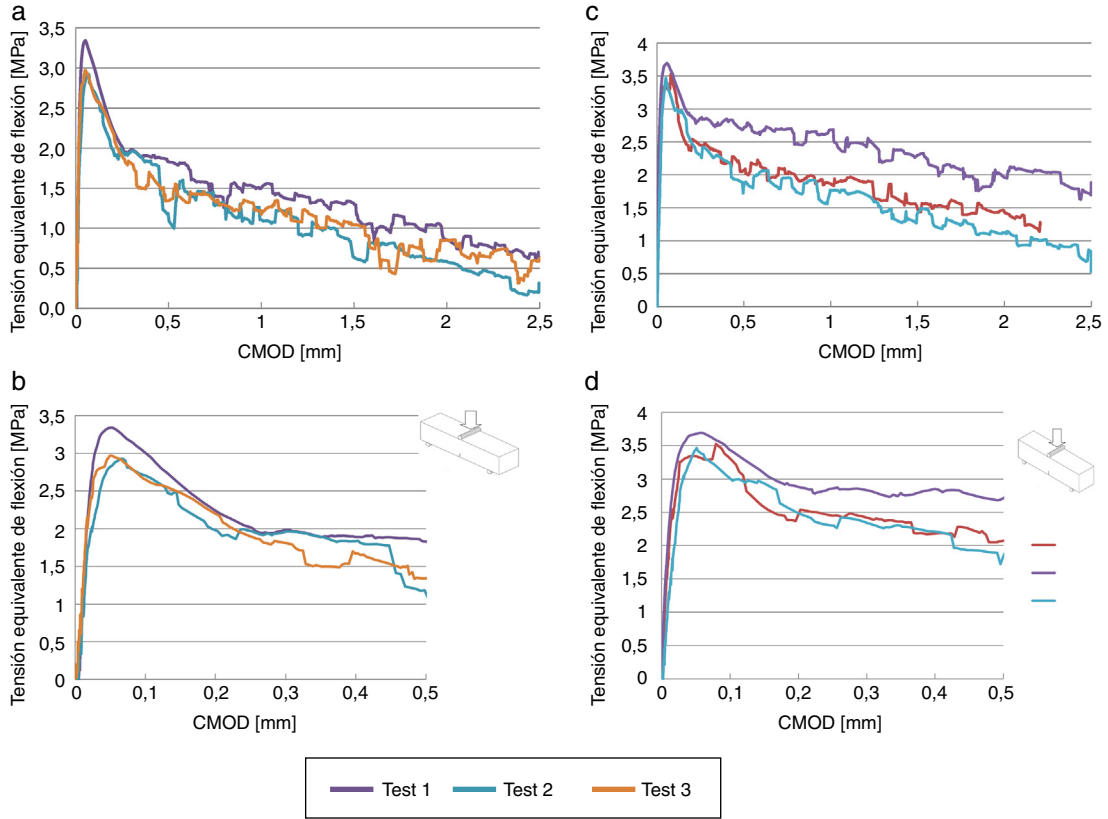 a
Tensión equivalente de flexión [MPa]
3,5
3,0
2,5
2,0
1,5
1,0
0,5
0,0
0 0,5 1 1,5 2 2,5
CMOD [mm]
c
Tensión equivalente de flexión [MPa]
4
3,5
3
2,5
2
1,5
1
0,5
0
0 0,5 1 1,5 2 2,5
CMOD [mm]
b
Tensión equivalente de flexión [MPa]
3,5
3
2,5
2
1,5
1
0,5
0
0 0,1 0,2 0,3 0,4 0,5
CMOD [mm]
d
Tensión equivalente de flexión [MPa]
4
3,5
3
2,5
2
1,5
1
0,5
0
0 0,1 0,2 0,3 0,4 0,5
CMOD [mm]
Test 1 Test 2 Test 3